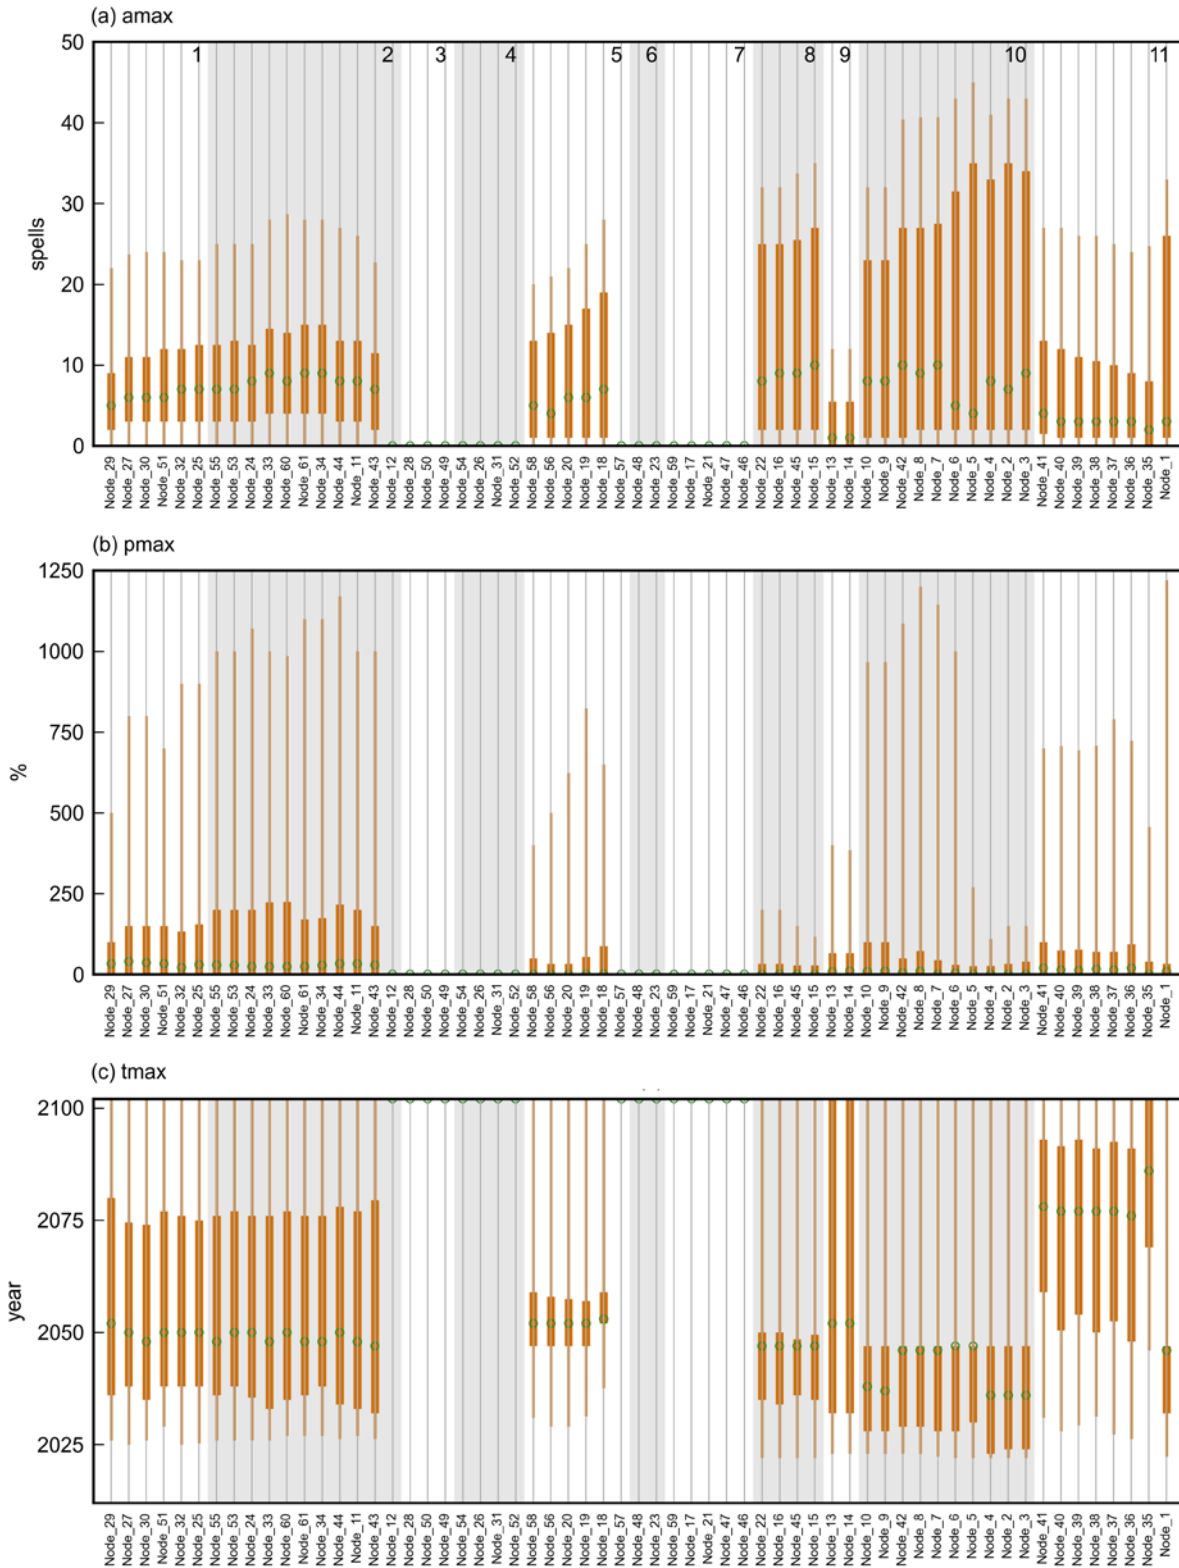 (a) amax
50
1 2 3 4 5 6 7 8 9 10 11
40
30
spells
20
10
0
Node_29 Node_27 Node_30 Node_51 Node_32 Node_25 Node_55 Node_53 Node_24 Node_33 Node_60 Node_61 Node_34 Node_44 Node_11 Node_43 Node_12 Node_28 Node_50 Node_49 Node_54 Node_26 Node_31 Node_52 Node_58 Node_56 Node_20 Node_19 Node_18 Node_57 Node_48 Node_23 Node_59 Node_17 Node_21 Node_47 Node_46 Node_22 Node_16 Node_45 Node_15 Node_13 Node_14 Node_10 Node_9 Node_42 Node_8 Node_7 Node_6 Node_5 Node_4 Node_2 Node_3 Node_41 Node_40 Node_39 Node_38 Node_37 Node_36 Node_35 Node_1
(b) pmax
1250
1000
750
%
500
250
0
Node_29 Node_27 Node_30 Node_51 Node_32 Node_25 Node_55 Node_53 Node_24 Node_33 Node_60 Node_61 Node_34 Node_44 Node_11 Node_43 Node_12 Node_28 Node_50 Node_49 Node_54 Node_26 Node_31 Node_52 Node_58 Node_56 Node_20 Node_19 Node_18 Node_57 Node_48 Node_23 Node_59 Node_17 Node_21 Node_47 Node_46 Node_22 Node_16 Node_45 Node_15 Node_13 Node_14 Node_10 Node_9 Node_42 Node_8 Node_7 Node_6 Node_5 Node_4 Node_2 Node_3 Node_41 Node_40 Node_39 Node_38 Node_37 Node_36 Node_35 Node_1
(c) tmax
2100
2075
year
2050
2025
Node_29 Node_27 Node_30 Node_51 Node_32 Node_25 Node_55 Node_53 Node_24 Node_33 Node_60 Node_61 Node_34 Node_44 Node_11 Node_43 Node_12 Node_28 Node_50 Node_49 Node_54 Node_26 Node_31 Node_52 Node_58 Node_56 Node_20 Node_19 Node_18 Node_57 Node_48 Node_23 Node_59 Node_17 Node_21 Node_47 Node_46 Node_22 Node_16 Node_45 Node_15 Node_13 Node_14 Node_10 Node_9 Node_42 Node_8 Node_7 Node_6 Node_5 Node_4 Node_2 Node_3 Node_41 Node_40 Node_39 Node_38 Node_37 Node_36 Node_35 Node_1